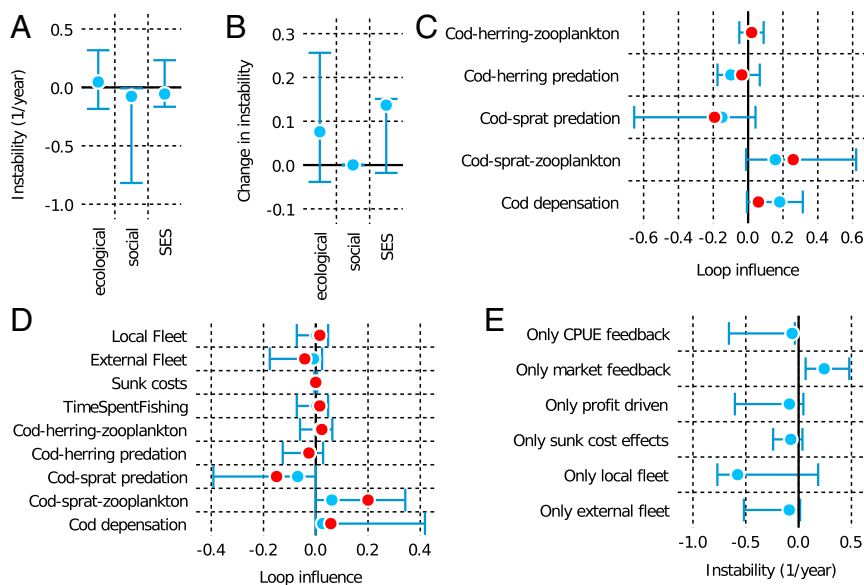 A
Instability (1/year)
0.5
0.0
-0.5
-1.0
ecological
social
SES
B
Change in instability
0.3
0.2
0.1
0.0
-0.1
ecological
social
SES
C
Cod-herring-zooplankton
Cod-herring predation
Cod-sprat predation
Cod-sprat-zooplankton
Cod depensation
-0.6 -0.4 -0.2 0.0 0.2 0.4 0.6
Loop influence
D
Local Fleet
External Fleet
Sunk costs
TimeSpentFishing
Cod-herring-zooplankton
Cod-herring predation
Cod-sprat predation
Cod-sprat-zooplankton
Cod depensation
-0.4 -0.2 0.0 0.2 0.4
Loop influence
E
Only CPUE feedback
Only market feedback
Only profit driven
Only sunk cost effects
Only local fleet
Only external fleet
-1.0 -0.5 0.0 0.5
Instability (1/year)